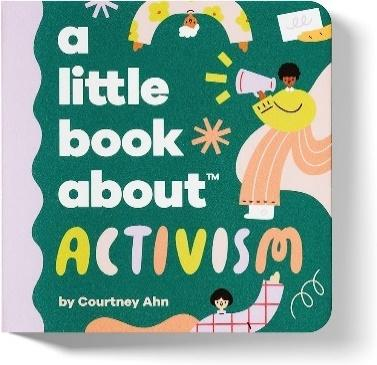 a
little
book
about™
ACTIVISM
by Courtney Ahn